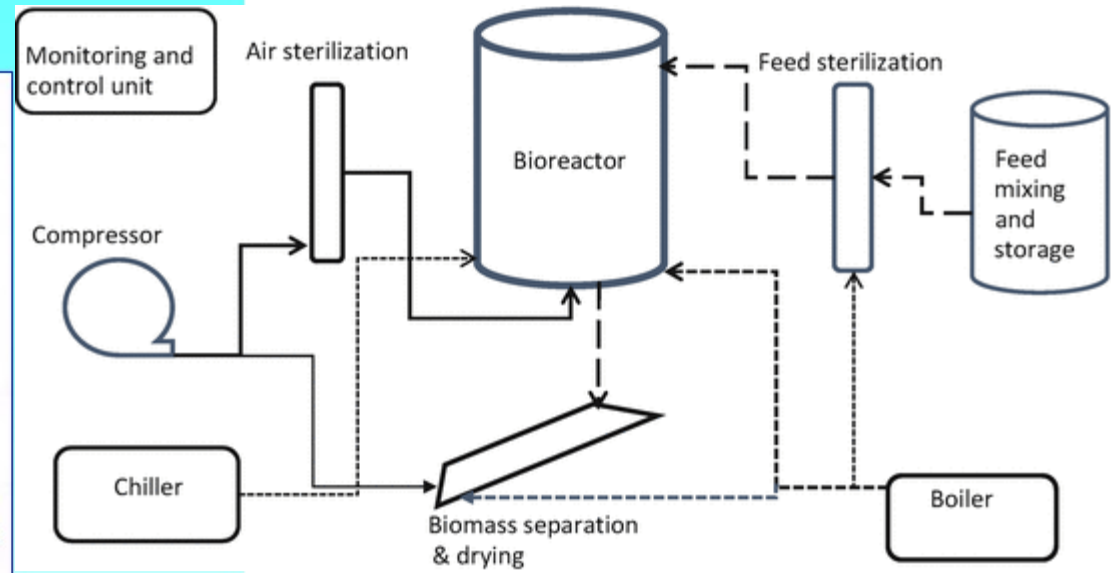 Monitoring and
control unit
Air sterilization
Feed sterilization
Bioreactor
Feed
mixing
and
storage
Compressor
Chiller
Boiler
Biomass separation
& drying